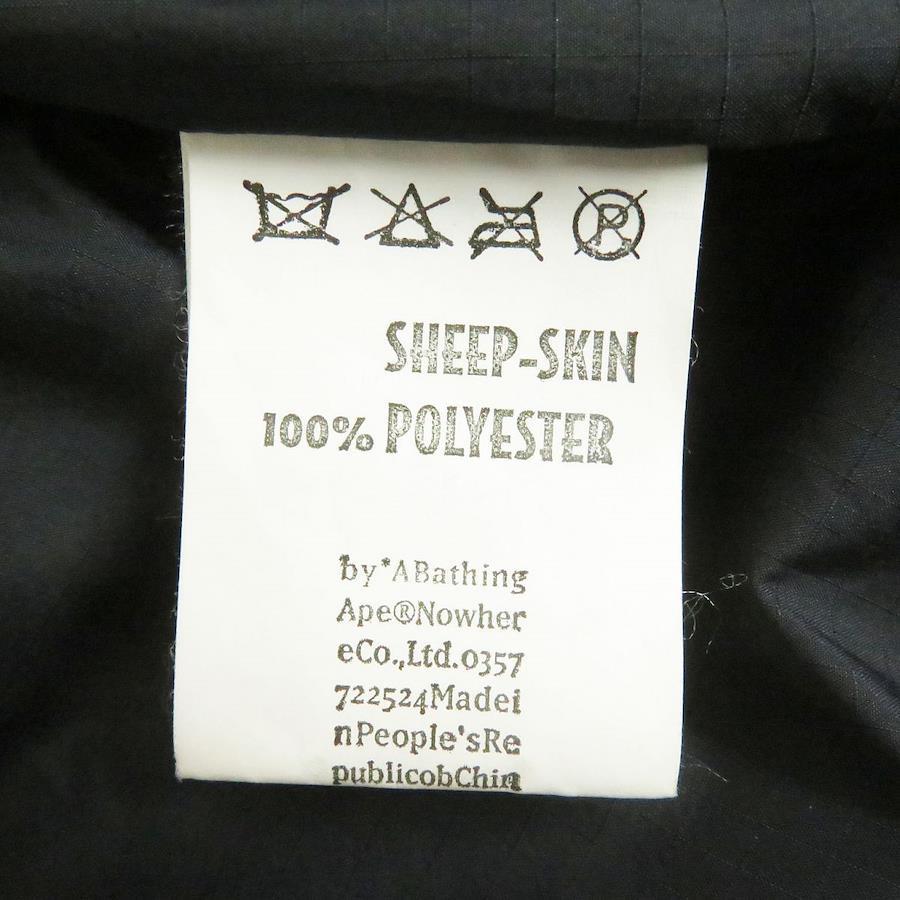 P
SHEEP-SKIN
100% POLYESTER
by*ABathing
Ape®Nowher
eCo.,Ltd.0357
722524Madei
nPeople'sRe
publicobChina